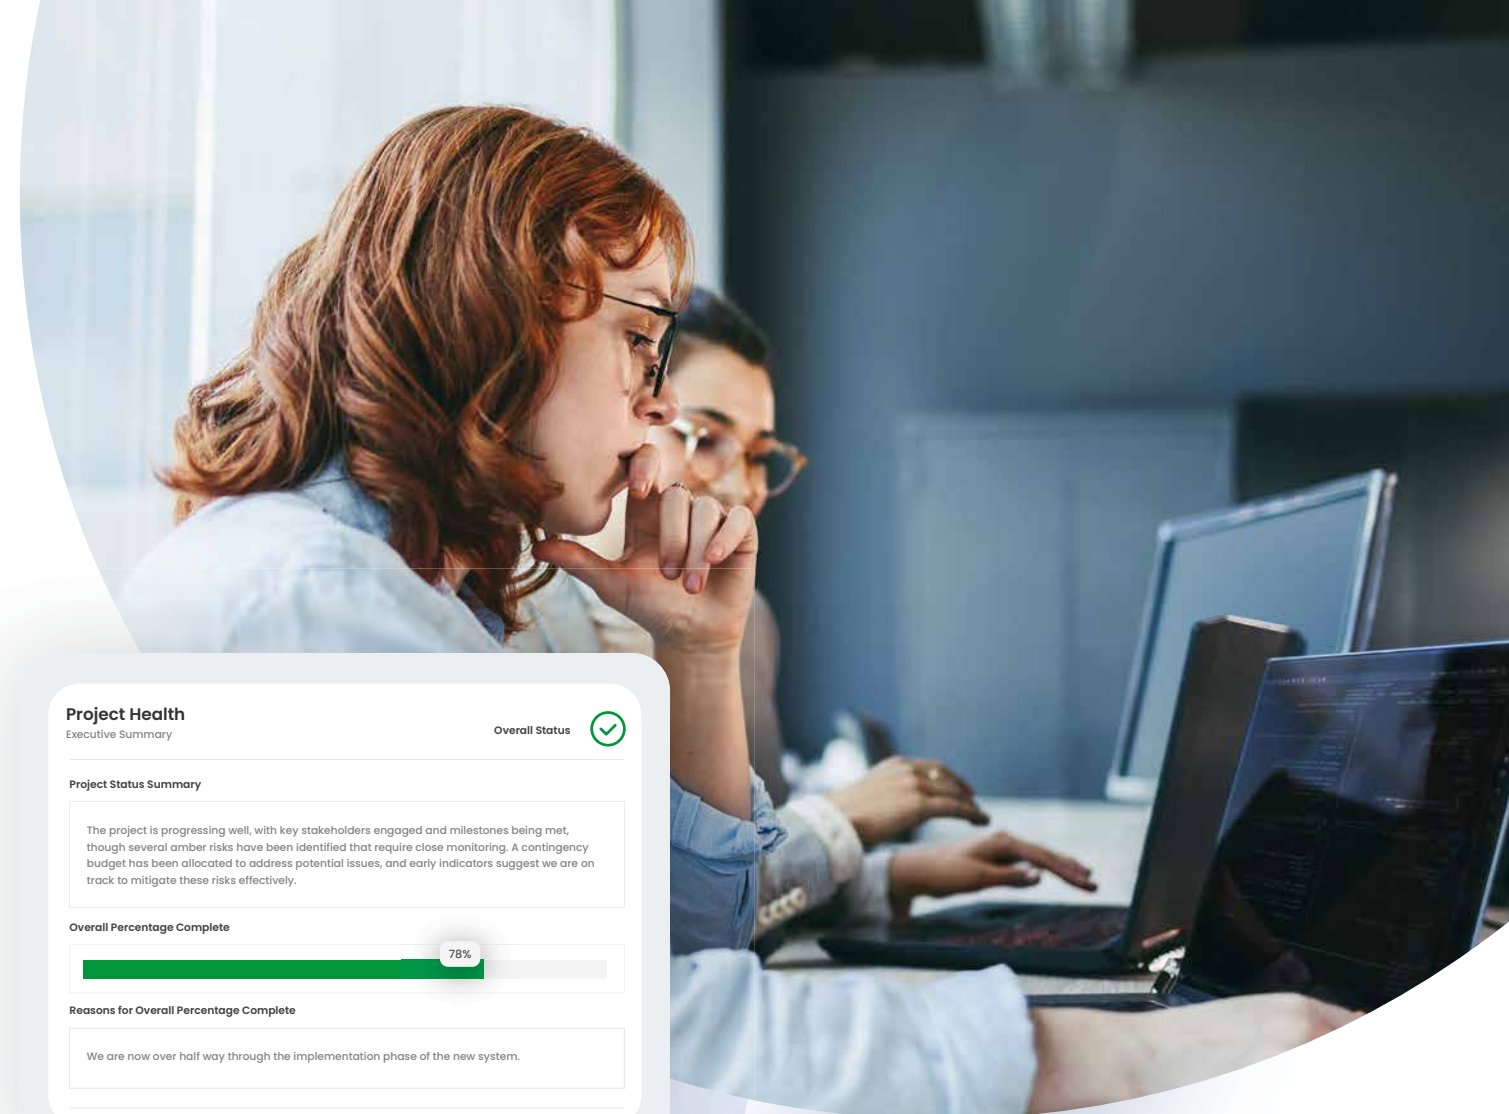 Project Health
Executive Summary
Overall Status
Project Status Summary
The project is progressing well, with key stakeholders engaged and milestones being met,
though several amber risks have been identified that require close monitoring. A contingency
budget has been allocated to address potential issues, and early indicators suggest we are on
track to mitigate these risks effectively.
Overall Percentage Complete
78%
Reasons for Overall Percentage Complete
We are now over half way through the implementation phase of the new system.